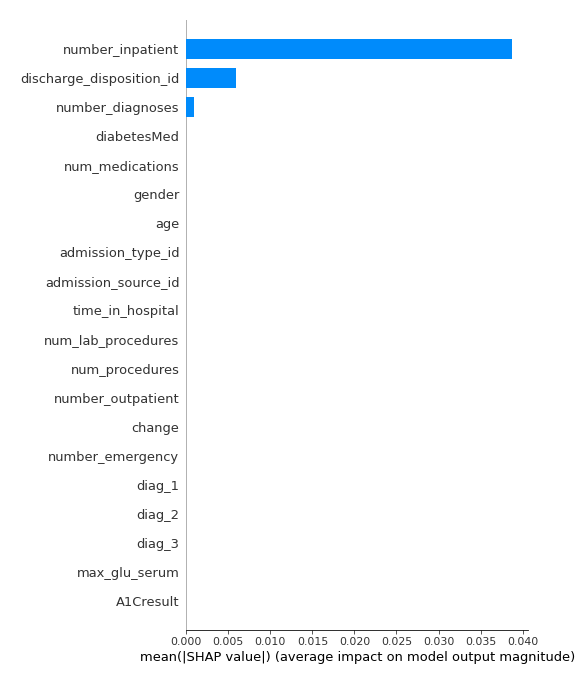 number_inpatient
discharge_disposition_id
number_diagnoses
diabetesMed
num_medications
gender
age
admission_type_id
admission_source_id
time_in_hospital
num_lab_procedures
num_procedures
number_outpatient
change
number_emergency
diag_1
diag_2
diag_3
max_glu_serum
A1Cresult
0.000 0.005 0.010 0.015 0.020 0.025 0.030 0.035 0.040
mean(|SHAP value|) (average impact on model output magnitude)